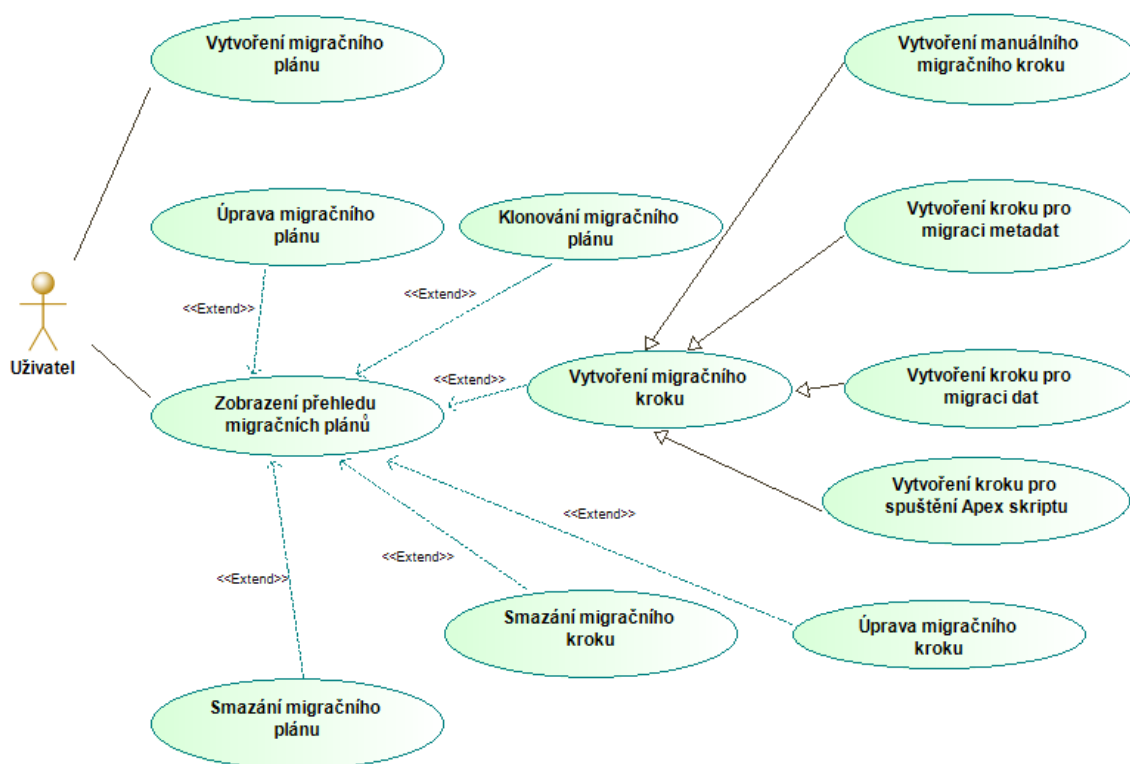 Vytvoření migračního
plánu
Vytvoření manuálního
migračního kroku
Úprava migračního
plánu
Klonování migračního
plánu
Vytvoření kroku pro
migraci metadat
<<Extend>>
<<Extend>>
Uživatel
<<Extend>>
Zobrazení přehledu
migračních plánů
Vytvoření migračního
kroku
Vytvoření kroku pro
migraci dat
Vytvoření kroku pro
spuštění Apex skriptu
<<Extend>>
<<Extend>>
<<Extend>>
Smazání migračního
kroku
Úprava migračního
kroku
Smazání migračního
plánu